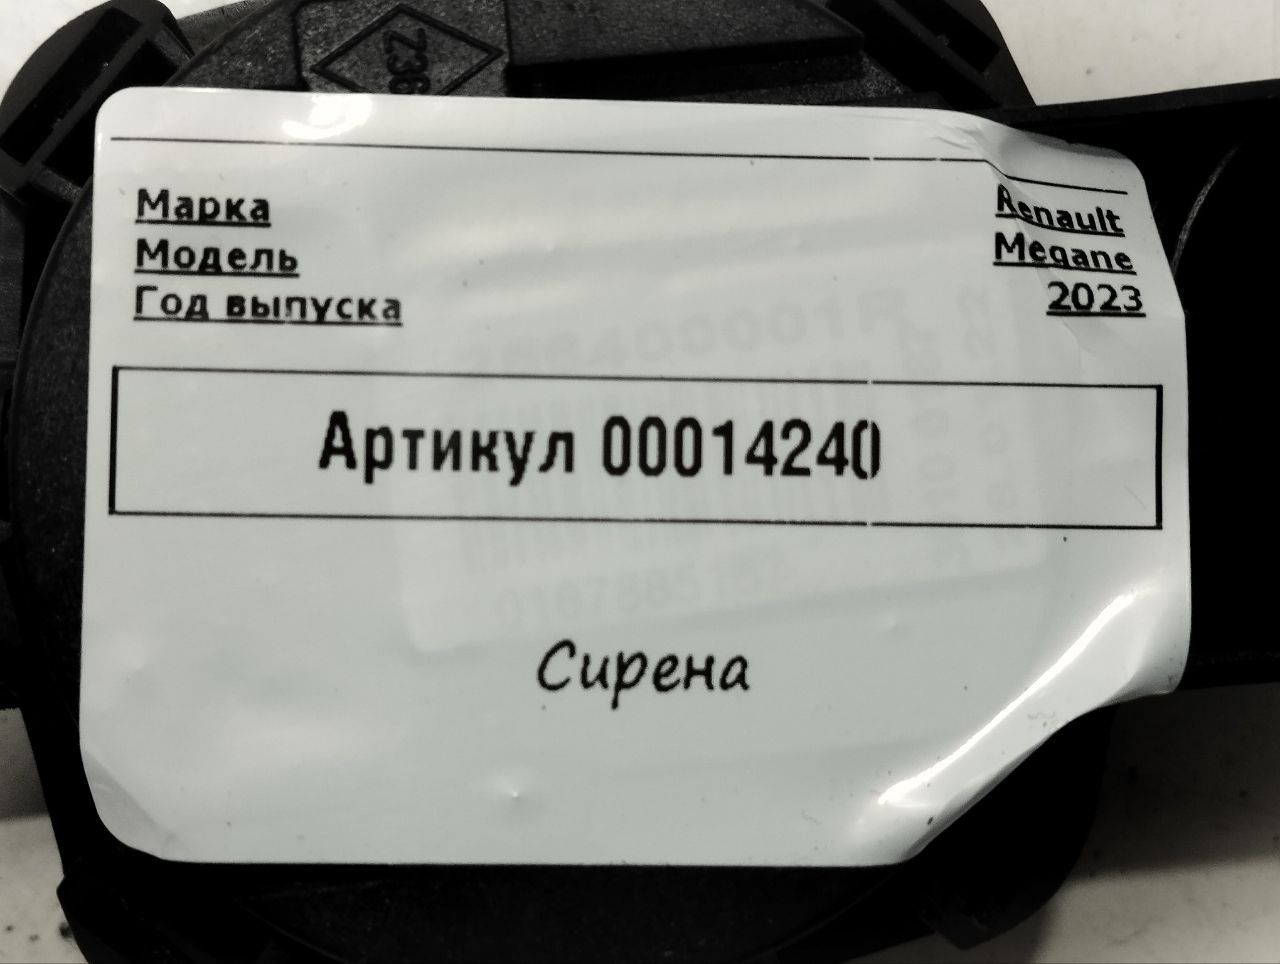 Марка Renault
Модель Megane
Год выпуска 2023
Артикул 00014240
Сирена